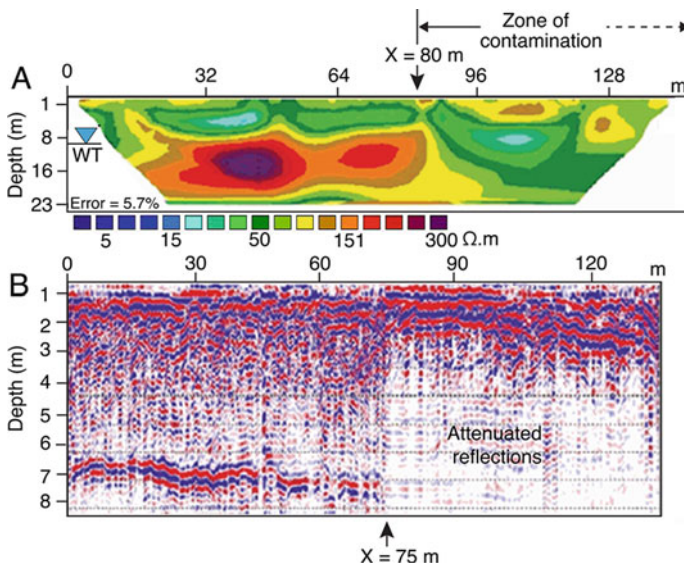 Zone of
contamination
X = 80 m
A
0 32 64 96 128 m
Depth (m)
1
8
WT
16
23
Error = 5.7%
5 15 50 151 300 Ω.m
B
0 30 60 90 120 m
Depth (m)
1
2
3
4
5
6
7
8
Attenuated
reflections
X = 75 m